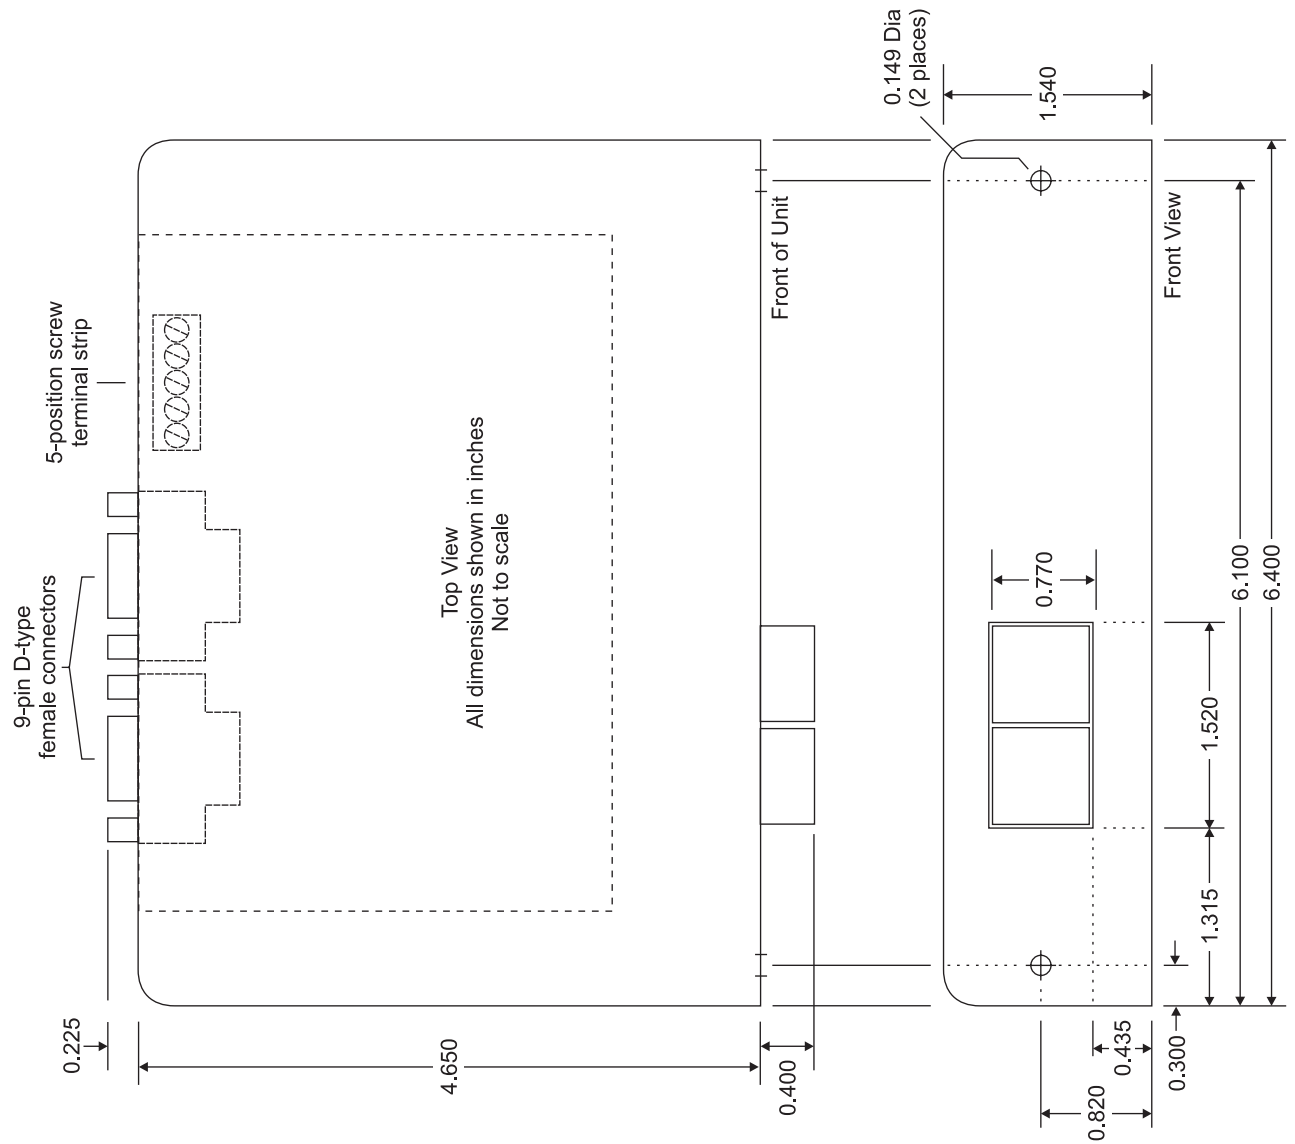 9-pin D-type
female connectors
5-position screw
terminal strip
0.149 Dia
(2 places)
1.540
Top View
All dimensions shown in inches
Not to scale
Front of Unit
Front View
0.225
4.650
0.400
0.770
1.520
1.315
6.100
6.400
0.820
0.435
0.300